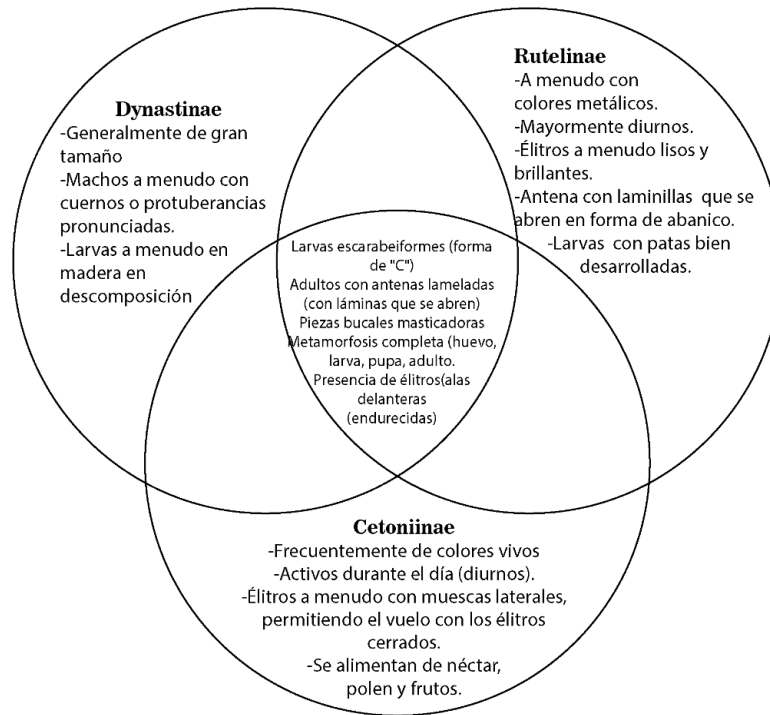 Dynastinae
-Generalmente de gran
tamaño
-Machos a menudo con
cuernos o protuberancias
pronunciadas.
-Larvas a menudo en
madera en
descomposición
Rutelinae
-A menudo con
colores metálicos.
-Mayormente diurnos.
-Élitros a menudo lisos y
brillantes.
-Antena con laminillas que se
abren en forma de abanico.
-Larvas con patas bien
desarrolladas.
Larvas escarabeiformes (forma
de "C")
Adultos con antenas lameladas
(con láminas que se abren)
Piezas bucales masticadoras
Metamorfosis completa (huevo,
larva, pupa, adulto.
Presencia de élitros(alas
delanteras
(endurecidas)
Cetoniinae
-Frecuentemente de colores vivos
-Activos durante el día (diurnos).
-Élitros a menudo con muescas laterales,
permitiendo el vuelo con los élitros
cerrados.
-Se alimentan de néctar,
polen y frutos.